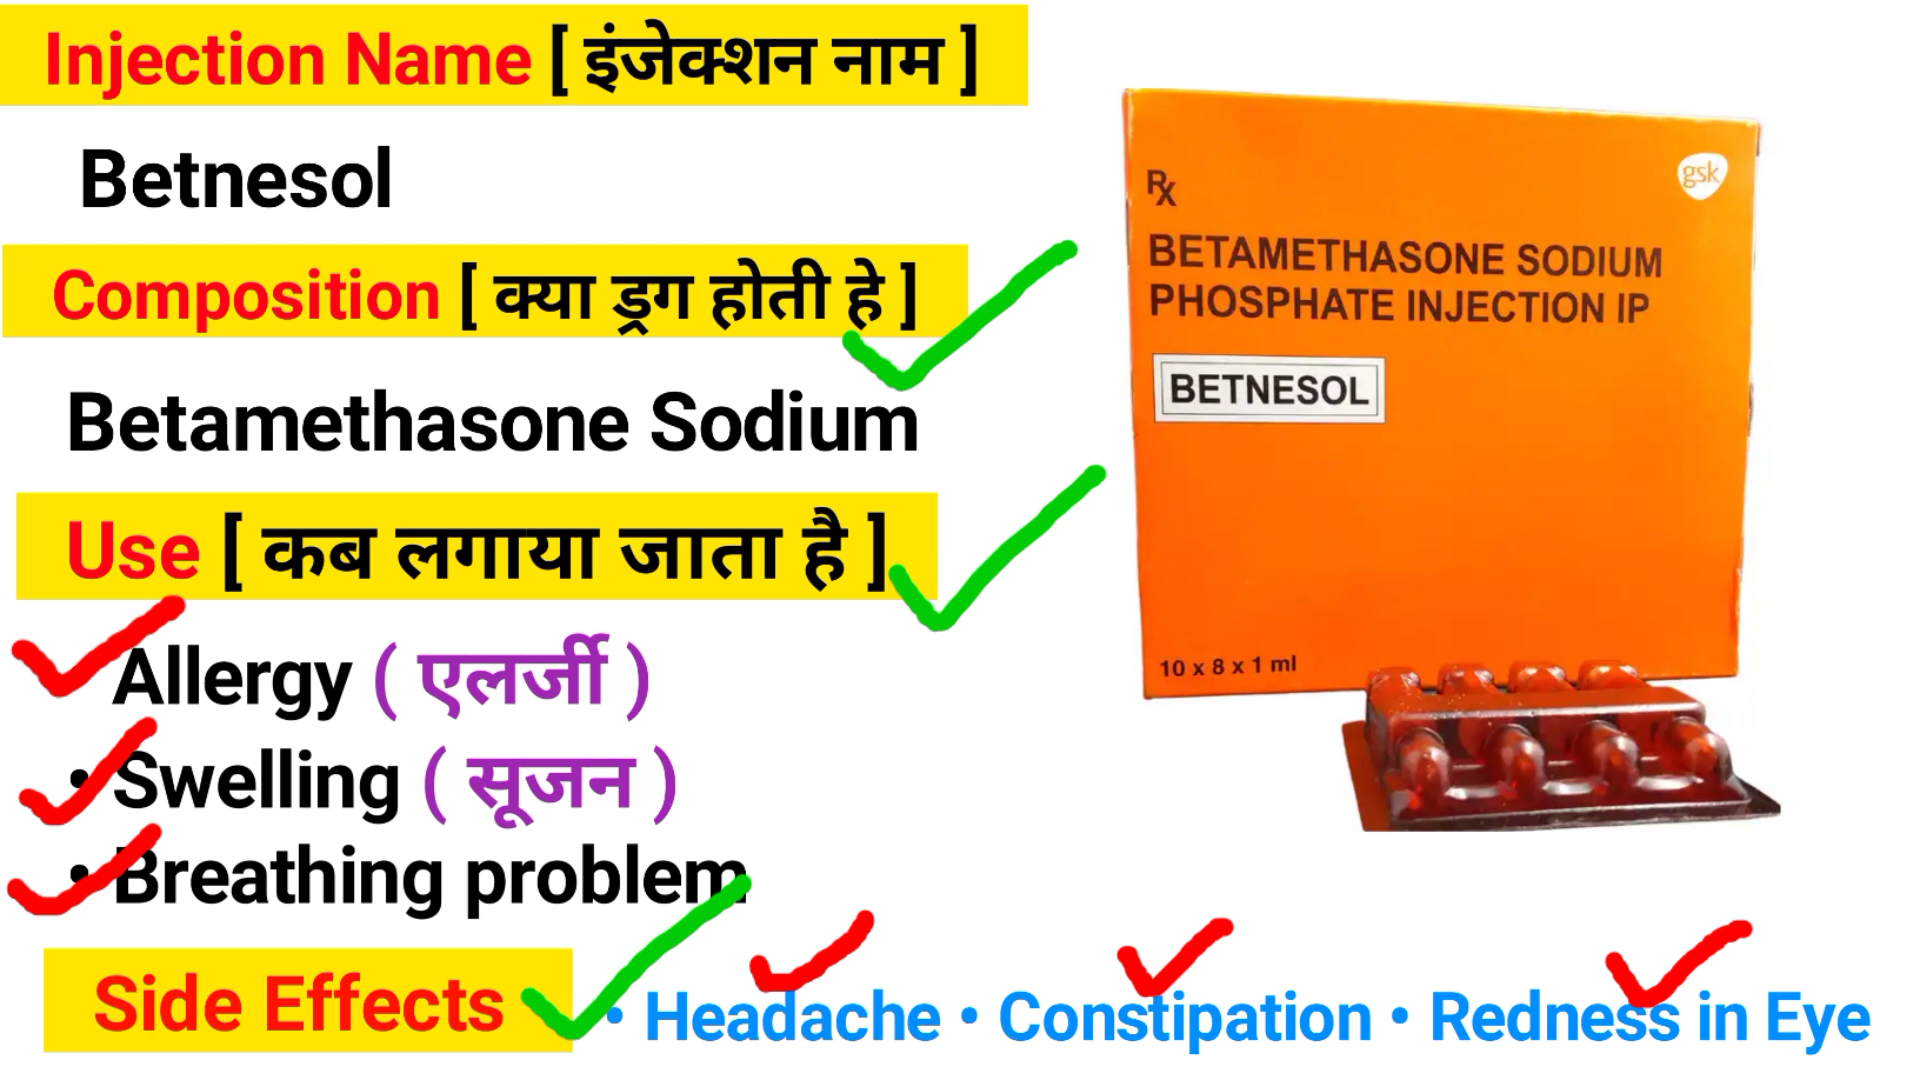 Injection Name [ इंजेक्शन नाम ]
Betnesol
Composition [ क्या ड्रग होती हे ]
Betamethasone Sodium
Use [ कब लगाया जाता है ]
Allergy ( एलर्जी )
• Swelling ( सूजन )
• Breathing problem
Side Effects
• Headache • Constipation • Redness in Eye
Rx
gsk
BETAMETHASONE SODIUM
PHOSPHATE INJECTION IP
BETNESOL
10 x 8 x 1 ml